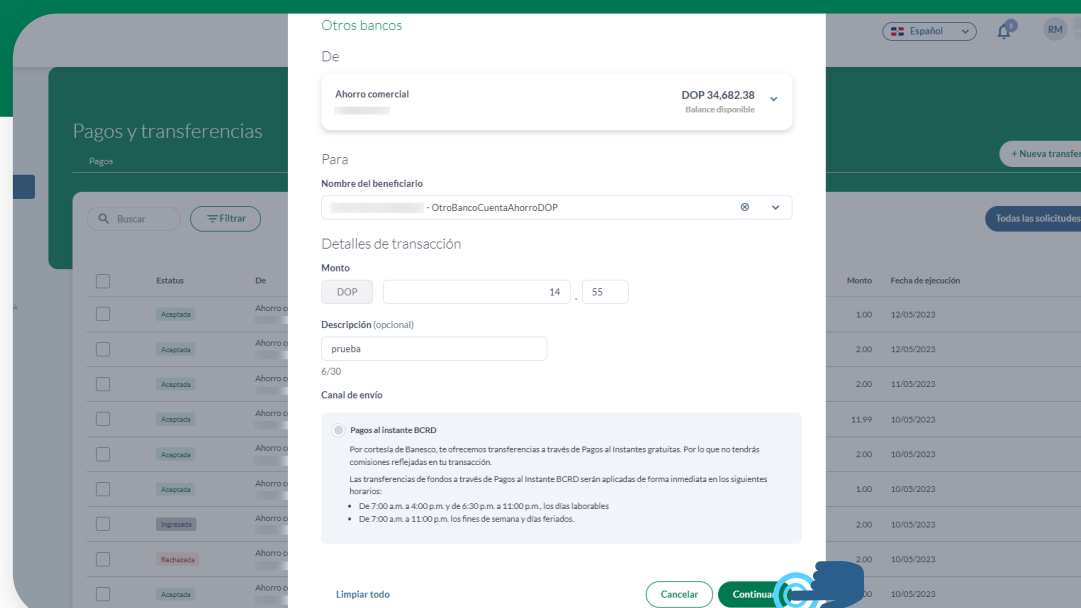 Otros bancos
Español
9
RM
De
Ahorro comercial
DOP 34,682.38
Balance disponible
Pagos y transferencias
Pagos
+ Nueva transfer
Para
Nombre del beneficiario
- OtroBancoCuentaAhorroDOP
Buscar
Filtrar
Todas las solicitudes
Detalles de transacción
Monto
DOP
14 . 55
Descripción (opcional)
prueba
6/30
Canal de envío
Pagos al instante BCRD
Por cortesía de Banesco, te ofrecemos transferencias a través de Pagos al Instantes gratuitas. Por lo que no tendrás
comisiones reflejadas en tu transacción.
Las transferencias de fondos a través de Pagos al Instante BCRD serán aplicadas de forma inmediata en los siguientes
horarios:
• De 7:00 a.m. a 4:00 p.m. y de 6:30 p.m. a 11:00 p.m., los días laborables
• De 7:00 a.m. a 11:00 p.m. los fines de semana y días feriados.
Limpiar todo
Cancelar
Continuar
Estatus De Monto Fecha de ejecución
Aceptada Ahorro c 1.00 12/05/2023
Aceptada Ahorro c 2.00 12/05/2023
Aceptada Ahorro c 2.00 11/05/2023
Aceptada Ahorro c 11.99 10/05/2023
Aceptada Ahorro c 2.00 10/05/2023
Aceptada Ahorro c 1.00 10/05/2023
Ingresada Ahorro c 2.00 10/05/2023
Rechazada Ahorro c 2.00 10/05/2023
Aceptada Ahorro c 00 10/05/2023